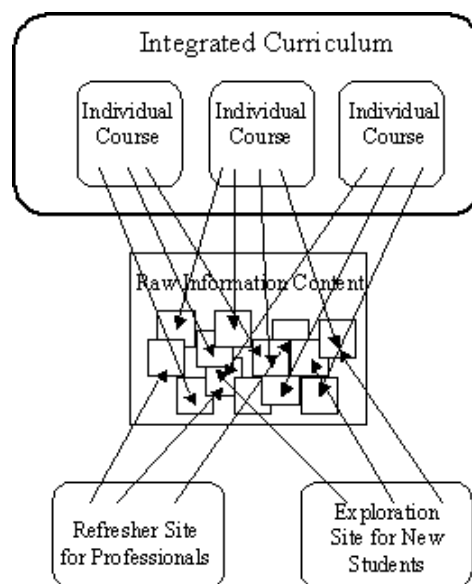 Integrated Curriculum
Individual
Course
Individual
Course
Individual
Course
Raw Information Content
Refresher Site
for Professionals
Exploration
Site for New
Students